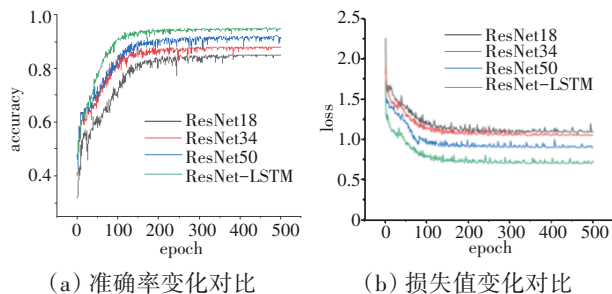 1.0
0.8
0.6
0.4
accuracy
ResNet18
ResNet34
ResNet50
ResNet-LSTM
0 100 200 300 400 500
epoch
(a) 准确率变化对比
2.5
2.0
1.5
1.0
0.5
0
loss
ResNet18
ResNet34
ResNet50
ResNet-LSTM
0 100 200 300 400 500
epoch
(b) 损失值变化对比